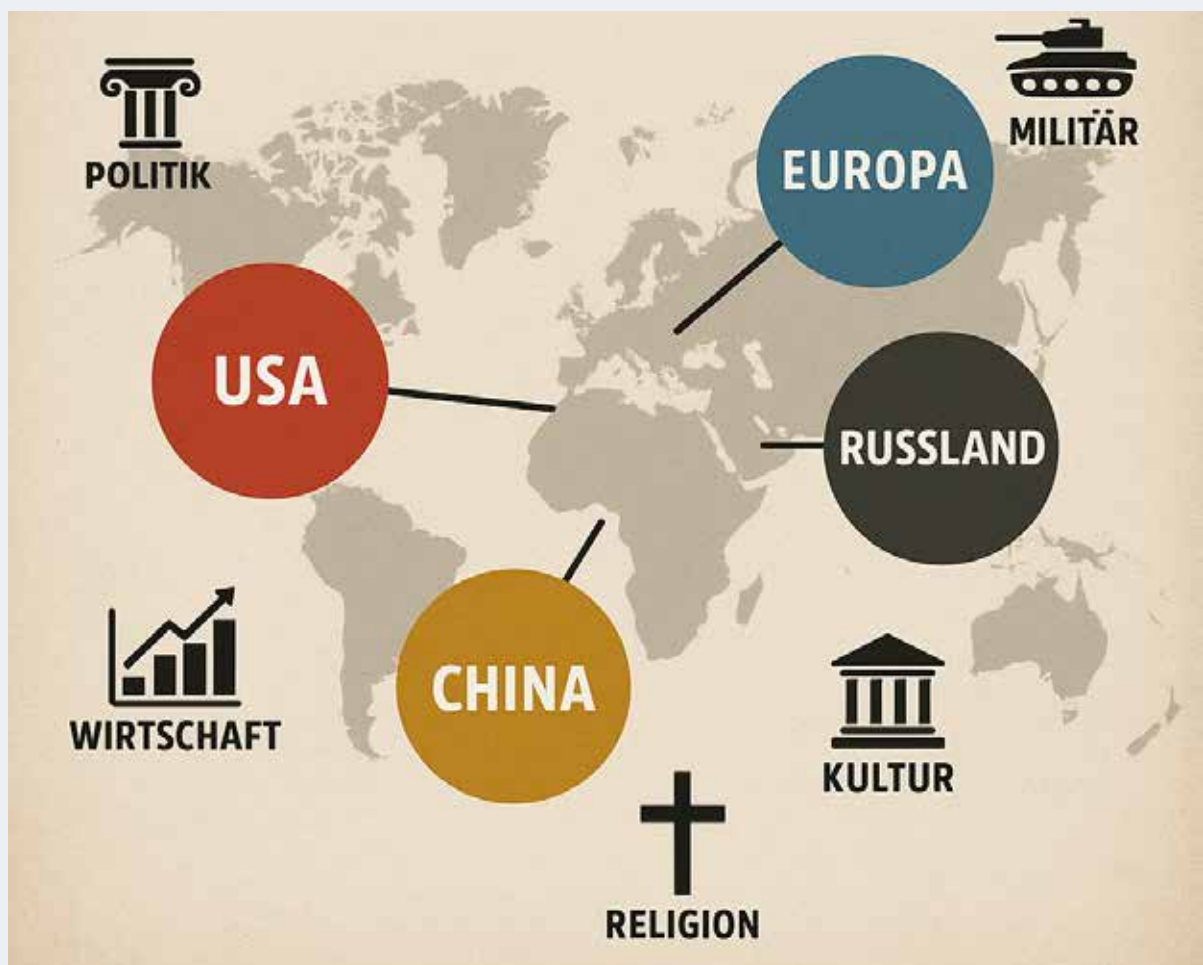 POLITIK
MILITÄR
EUROPA
USA
RUSSLAND
CHINA
WIRTSCHAFT
KULTUR
RELIGION